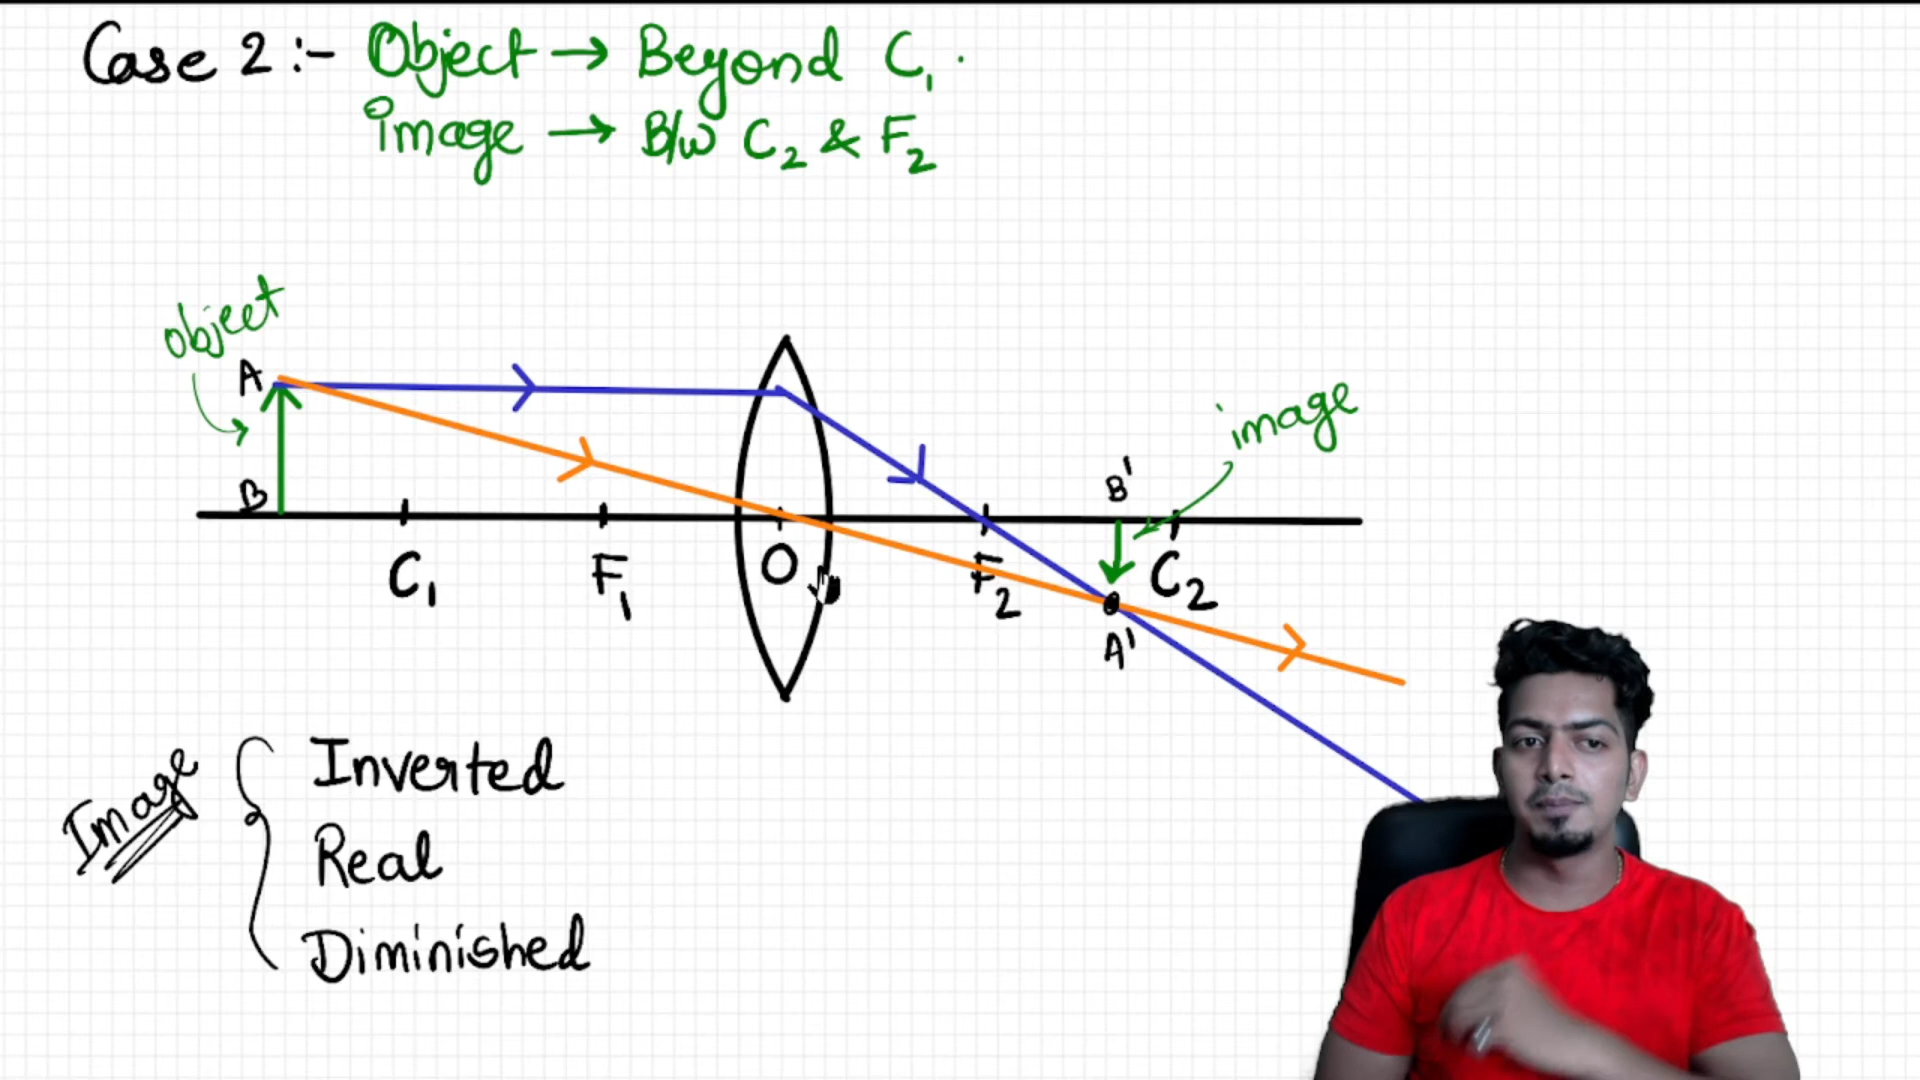 Case 2 :- Object → Beyond C₁.
image → B/w C₂ & F₂
object
A
image
B
B'
C₁ F₁ O F₂ C₂
A'
Image { Inverted
Real
Diminished